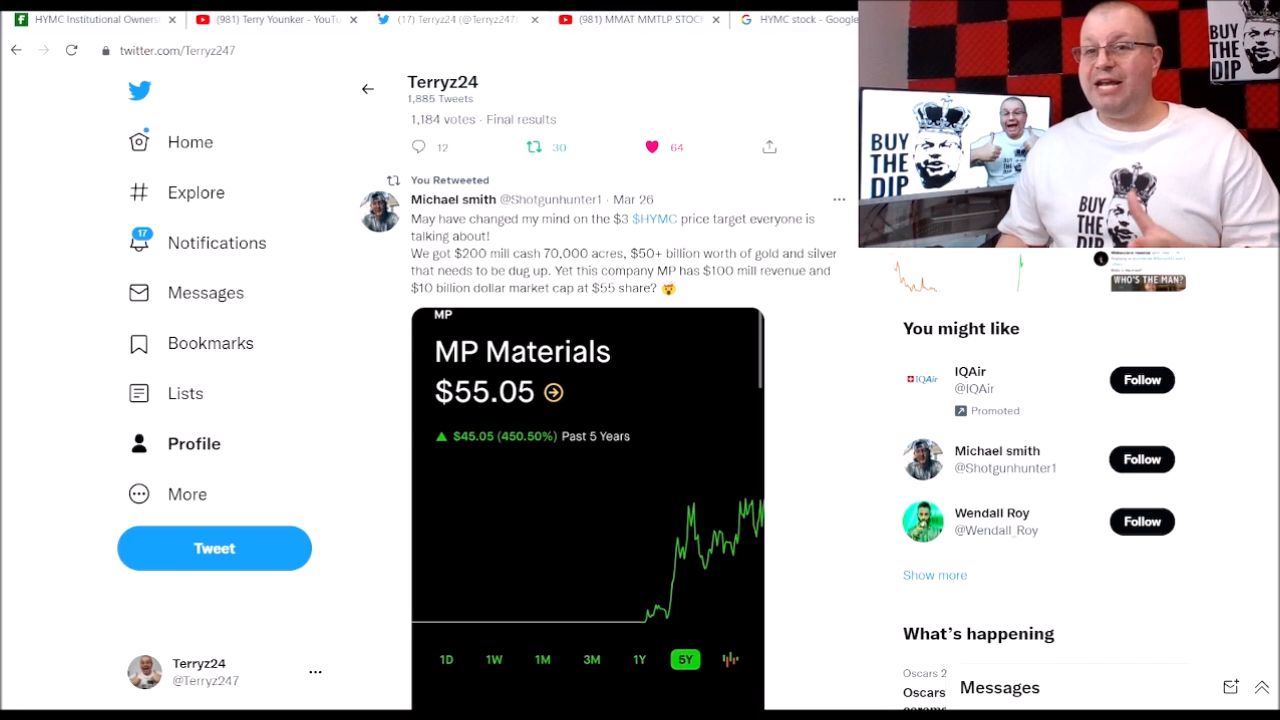 HYMC Institutional Owners
(981) Terry Younker - YouTu
(17) Terryz24 (@Terryz247)
(981) MMAT MMTLP STOCK
HYMC stock - Google
twitter.com/Terryz247
Home
Explore
17
Notifications
Messages
Bookmarks
Lists
Profile
More
Tweet
Terryz24
@Terryz247
Terryz24
1,885 Tweets
1,184 votes · Final results
12 30 64
You Retweeted
Michael smith @Shotgunhunter1 · Mar 26
May have changed my mind on the $3 $HYMC price target everyone is
talking about!
We got $200 mill cash 70,000 acres, $50+ billion worth of gold and silver
that needs to be dug up. Yet this company MP has $100 mill revenue and
$10 billion dollar market cap at $55 share? 🤯
MP
MP Materials
$55.05
$45.05 (450.50%) Past 5 Years
1D 1W 1M 3M 1Y 5Y
BUY
THE
DIP
BUY
THE
DIP
BUY
THE
DIP
WHO'S THE MAN?
You might like
IQAir
IQAir
@IQAir
Promoted
Follow
Michael smith
@Shotgunhunter1
Follow
Wendall Roy
@Wendall_Roy
Follow
Show more
What's happening
Oscars 2
Oscars
Messages